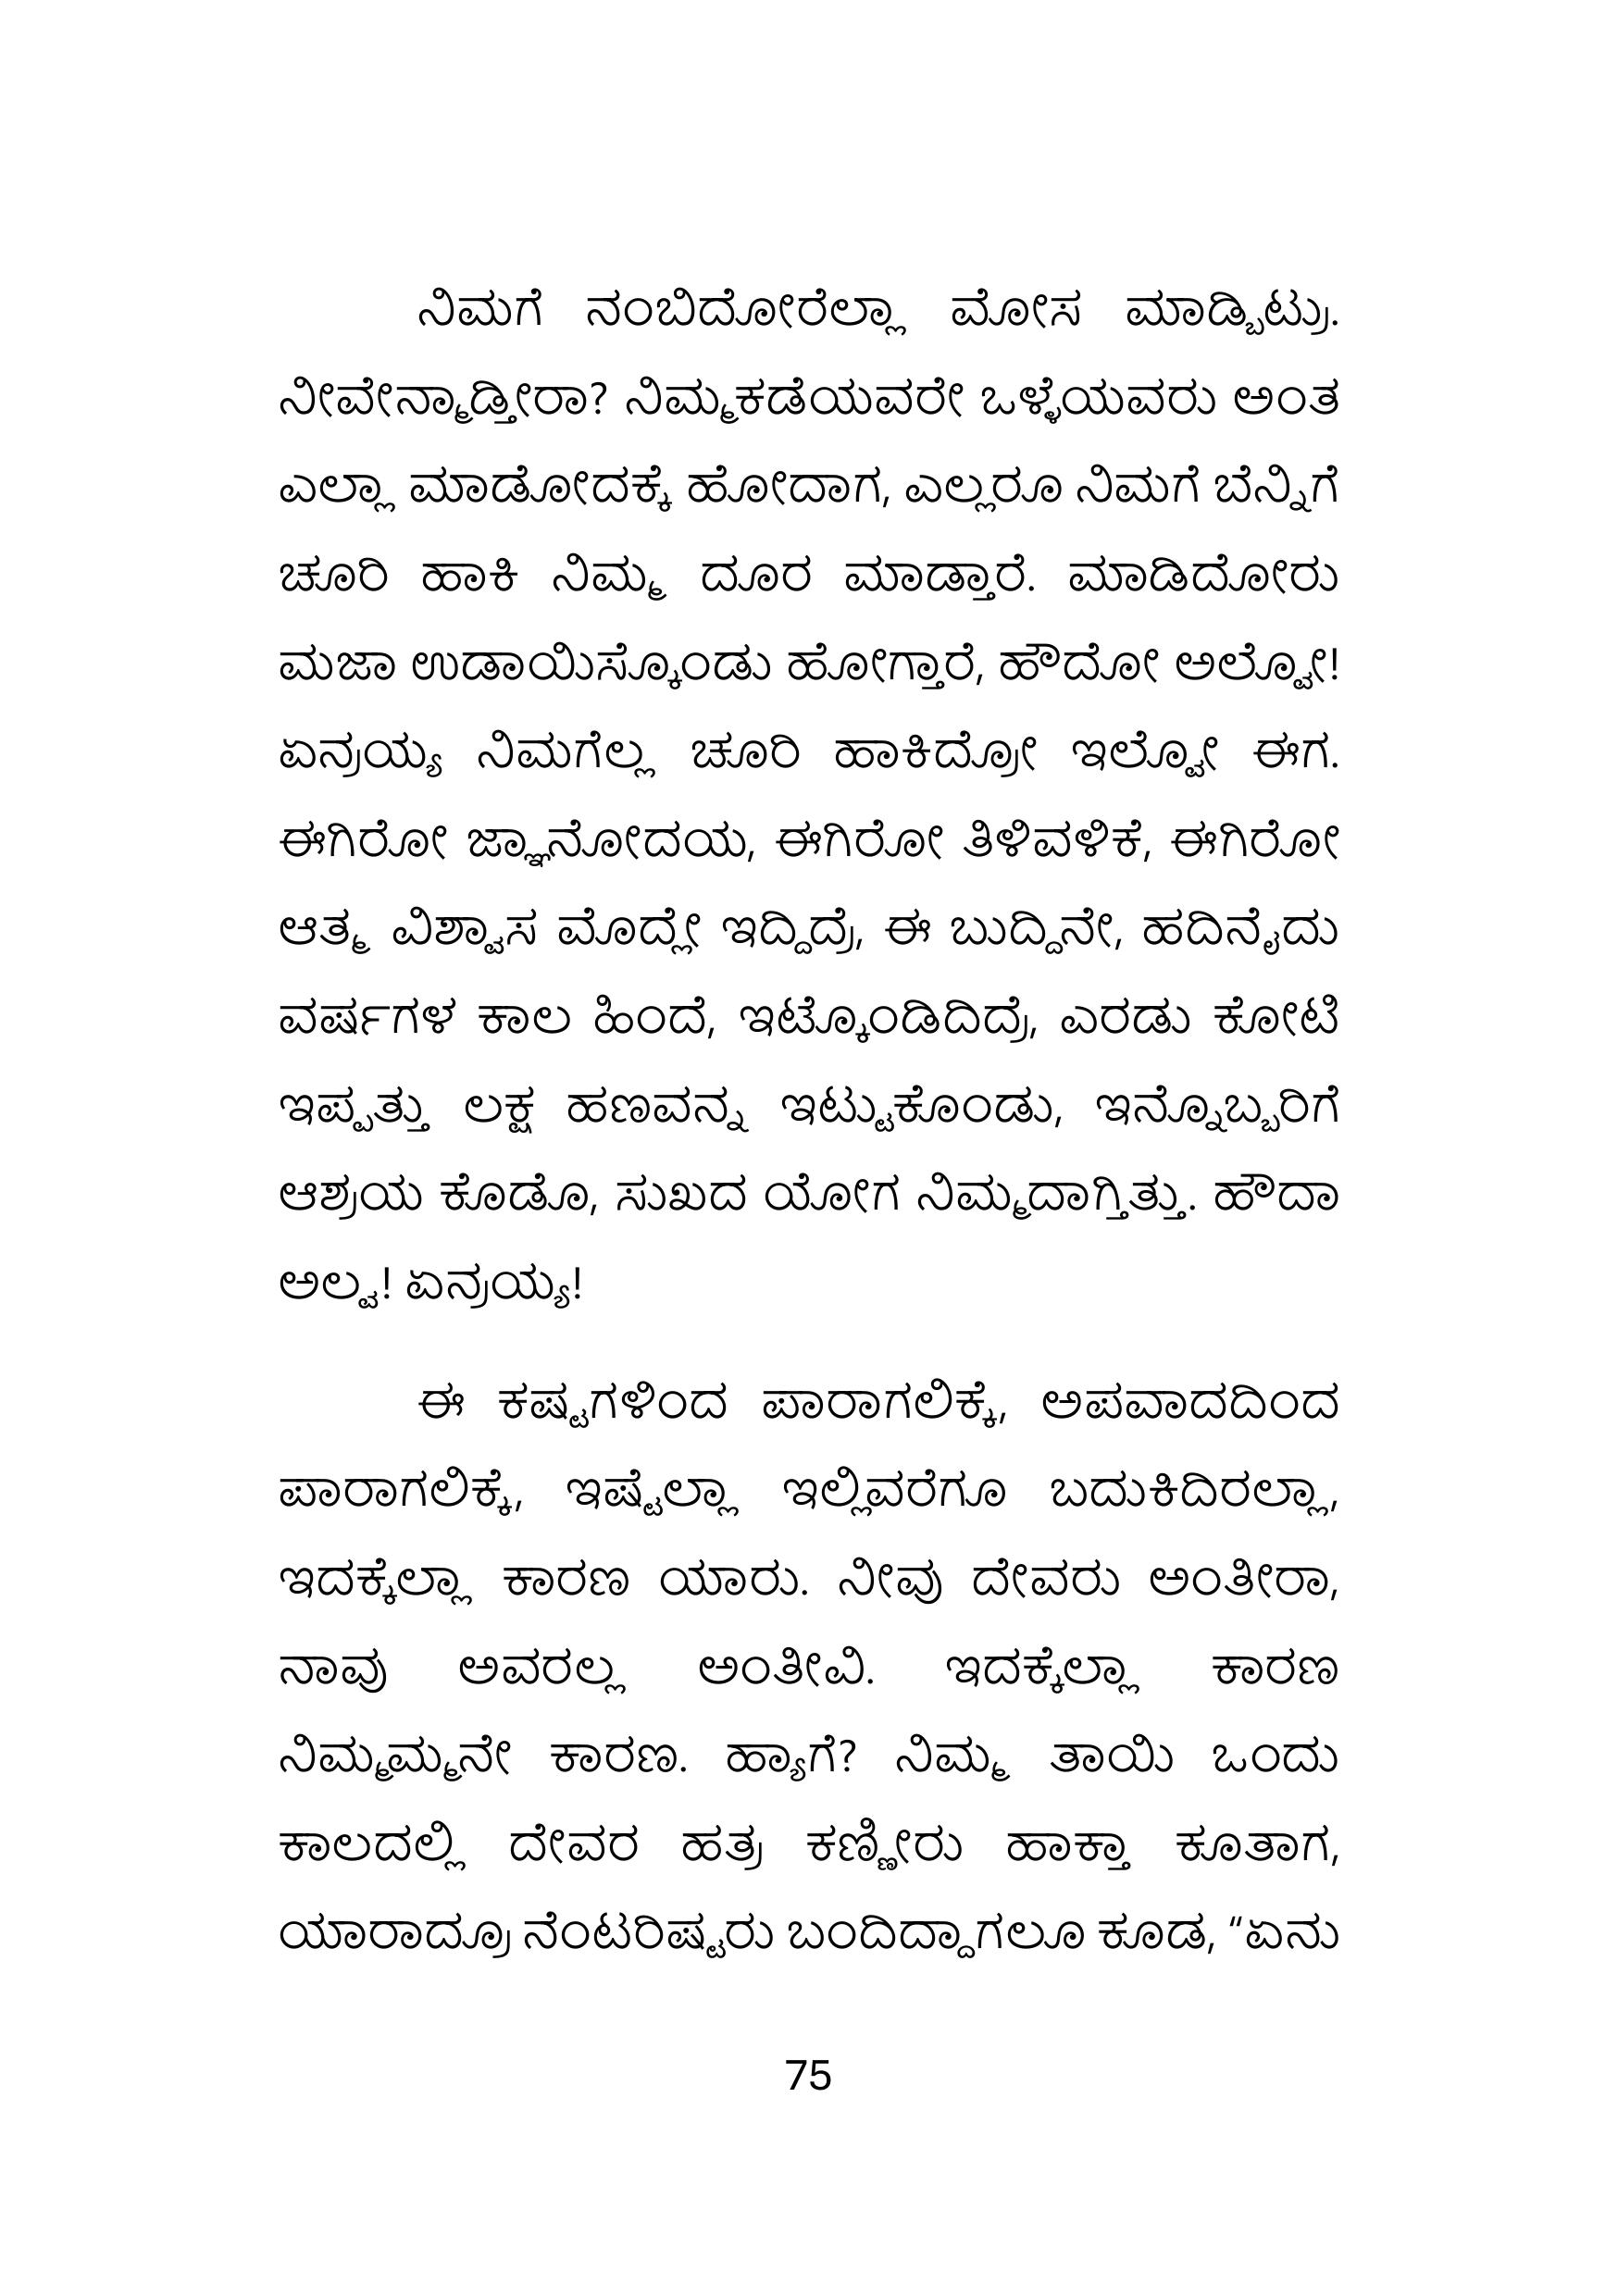 ನಿಮಗೆ ನಂಬಿದೋರೆಲ್ಲಾ ಮೋಸ ಮಾಡ್ಬಿಟ್ರು.
ನೀವೇನ್ಮಾಡ್ತೀರಾ? ನಿಮ್ಮಕಡೆಯವರೇ ಒಳ್ಳೆಯವರು ಅಂತ
ಎಲ್ಲಾ ಮಾಡೋದಕ್ಕೆ ಹೋದಾಗ, ಎಲ್ಲರೂ ನಿಮಗೆ ಬೆನ್ನಿಗೆ
ಚೂರಿ ಹಾಕಿ ನಿಮ್ಮ ದೂರ ಮಾಡ್ತಾರೆ. ಮಾಡಿದೋರು
ಮಜಾ ಉಡಾಯಿಸ್ಕೊಂಡು ಹೋಗ್ತಾರೆ, ಹೌದೋ ಅಲ್ವೋ!
ಏನ್ರಯ್ಯ ನಿಮಗೆಲ್ಲ ಚೂರಿ ಹಾಕಿದ್ರೋ ಇಲ್ವೋ ಈಗ.
ಈಗಿರೋ ಜ್ಞಾನೋದಯ, ಈಗಿರೋ ತಿಳಿವಳಿಕೆ, ಈಗಿರೋ
ಆತ್ಮ ವಿಶ್ವಾಸ ಮೊದ್ಲೇ ಇದ್ದಿದ್ರೆ, ಈ ಬುದ್ದಿನೇ, ಹದಿನೈದು
ವರ್ಷಗಳ ಕಾಲ ಹಿಂದೆ, ಇಟ್ಕೊಂಡಿದಿದ್ರೆ, ಎರಡು ಕೋಟಿ
ಇಪ್ಪತ್ತು ಲಕ್ಷ ಹಣವನ್ನ ಇಟ್ಟುಕೊಂಡು, ಇನ್ನೊಬ್ಬರಿಗೆ
ಆಶ್ರಯ ಕೊಡೊ, ಸುಖದ ಯೋಗ ನಿಮ್ಮದಾಗ್ತಿತ್ತು. ಹೌದಾ
ಅಲ್ವ! ಏನ್ರಯ್ಯ!
ಈ ಕಷ್ಟಗಳಿಂದ ಪಾರಾಗಲಿಕ್ಕೆ, ಅಪವಾದದಿಂದ
ಪಾರಾಗಲಿಕ್ಕೆ, ಇಷ್ಟೆಲ್ಲಾ ಇಲ್ಲಿವರೆಗೂ ಬದುಕಿದಿರಲ್ಲಾ,
ಇದಕ್ಕೆಲ್ಲಾ ಕಾರಣ ಯಾರು. ನೀವು ದೇವರು ಅಂತೀರಾ,
ನಾವು ಅವರಲ್ಲ ಅಂತೀವಿ. ಇದಕ್ಕೆಲ್ಲಾ ಕಾರಣ
ನಿಮ್ಮಮ್ಮನೇ ಕಾರಣ. ಹ್ಯಾಗೆ? ನಿಮ್ಮ ತಾಯಿ ಒಂದು
ಕಾಲದಲ್ಲಿ ದೇವರ ಹತ್ರ ಕಣ್ಣೀರು ಹಾಕ್ತಾ ಕೂತಾಗ,
ಯಾರಾದ್ರೂ ನೆಂಟರಿಷ್ಟರು ಬಂದಿದ್ದಾಗಲೂ ಕೂಡ, “ಏನು
75